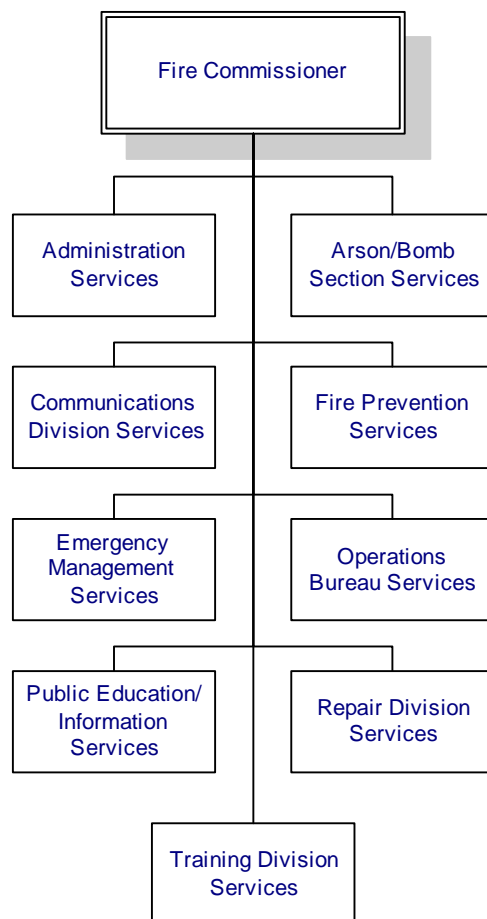 Fire Commissioner
Administration
Services
Arson/Bomb
Section Services
Communications
Division Services
Fire Prevention
Services
Emergency
Management
Services
Operations
Bureau Services
Public Education/
Information
Services
Repair Division
Services
Training Division
Services